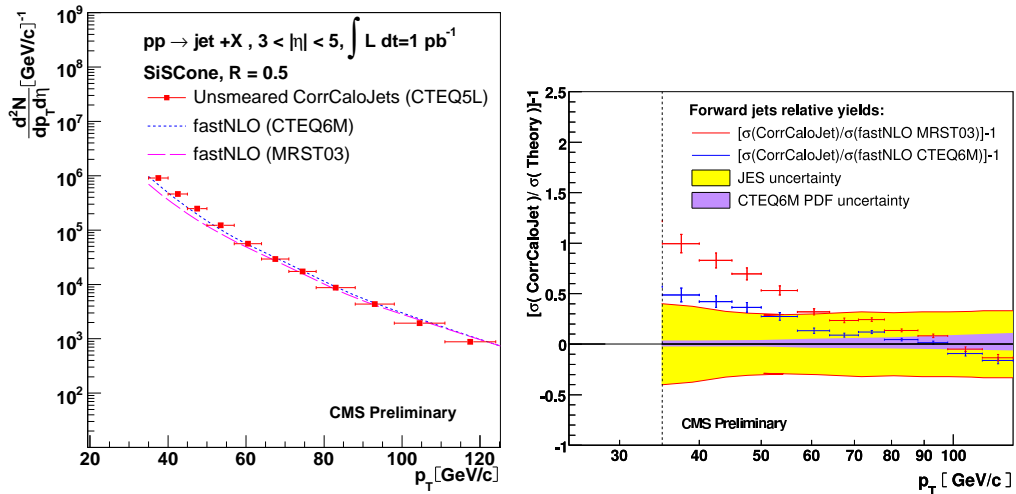 pp → jet +X , 3 < |η| < 5, ∫ L dt=1 pb⁻¹
SiSCone, R = 0.5
Unsmeared CorrCaloJets (CTEQ5L)
fastNLO (CTEQ6M)
fastNLO (MRST03)
d²N
dp_T dη
[GeV/c]⁻¹
10⁹
10⁸
10⁷
10⁶
10⁵
10⁴
10³
10²
CMS Preliminary
20 40 60 80 100 120
p_T [GeV/c]
Forward jets relative yields:
[σ(CorrCaloJet)/σ(fastNLO MRST03)]-1
[σ(CorrCaloJet)/σ(fastNLO CTEQ6M)]-1
JES uncertainty
CTEQ6M PDF uncertainty
[σ( CorrCaloJet )/ σ( Theory )]-1
2.5
2
1.5
1
0.5
0
-0.5
-1
CMS Preliminary
30 40 50 60 70 80 90 100
p_T [ GeV/c ]